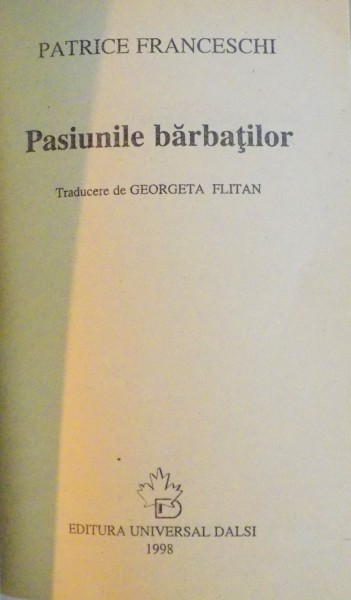 PATRICE FRANCESCHI
Pasiunile bărbaţilor
Traducere de GEORGETA FLITAN
EDITURA UNIVERSAL DALSI
1998